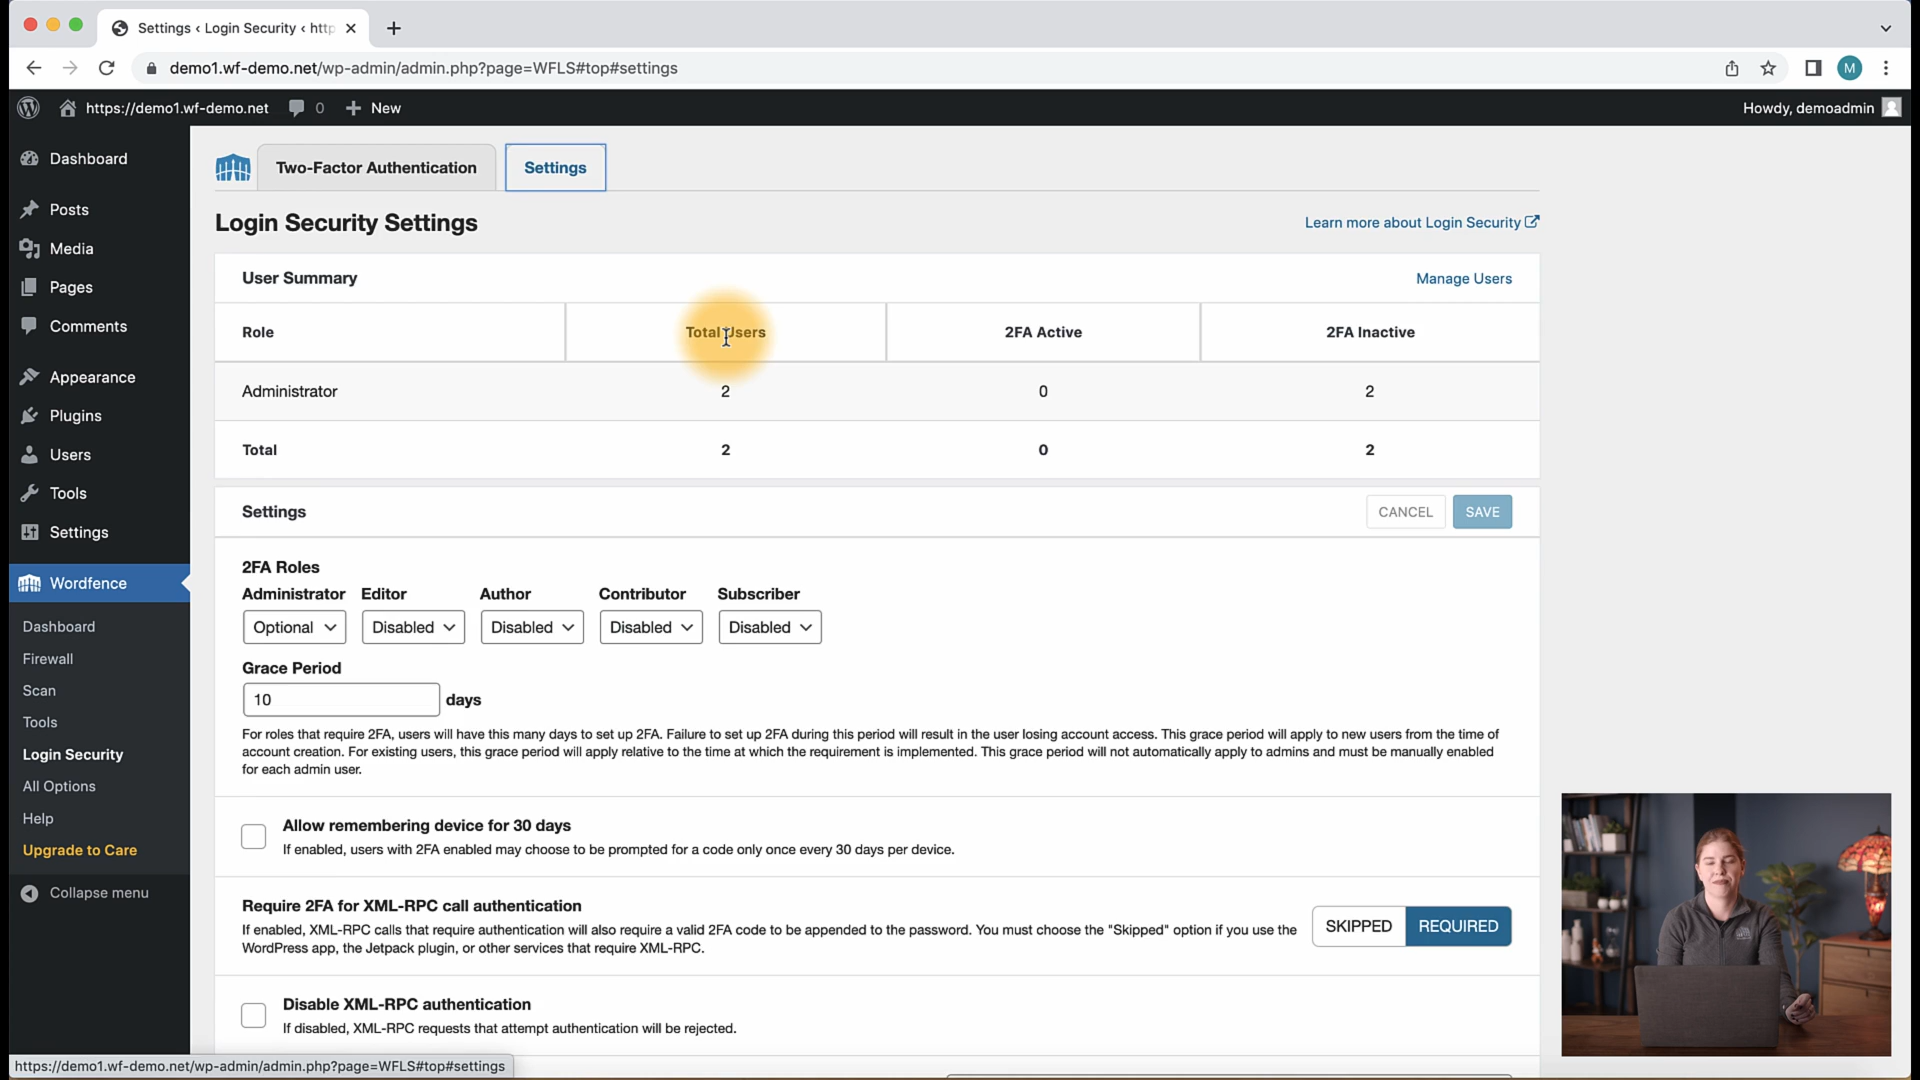 Settings ‹ Login Security ‹ http
demo1.wf-demo.net/wp-admin/admin.php?page=WFLS#top#settings
M
https://demo1.wf-demo.net
0
New
Howdy, demoadmin
Dashboard
Posts
Media
Pages
Comments
Appearance
Plugins
Users
Tools
Settings
Wordfence
Dashboard
Firewall
Scan
Tools
Login Security
All Options
Help
Upgrade to Care
Collapse menu
Two-Factor Authentication
Settings
Login Security Settings
Learn more about Login Security
User Summary
Manage Users
Role Total Users 2FA Active 2FA Inactive
Administrator 2 0 2
Total 2 0 2
Settings
CANCEL SAVE
2FA Roles
Administrator Editor Author Contributor Subscriber
Optional Disabled Disabled Disabled Disabled
Grace Period
10 days
For roles that require 2FA, users will have this many days to set up 2FA. Failure to set up 2FA during this period will result in the user losing account access. This grace period will apply to new users from the time of
account creation. For existing users, this grace period will apply relative to the time at which the requirement is implemented. This grace period will not automatically apply to admins and must be manually enabled
for each admin user.
Allow remembering device for 30 days
If enabled, users with 2FA enabled may choose to be prompted for a code only once every 30 days per device.
Require 2FA for XML-RPC call authentication
If enabled, XML-RPC calls that require authentication will also require a valid 2FA code to be appended to the password. You must choose the "Skipped" option if you use the
WordPress app, the Jetpack plugin, or other services that require XML-RPC.
SKIPPED REQUIRED
Disable XML-RPC authentication
If disabled, XML-RPC requests that attempt authentication will be rejected.
https://demo1.wf-demo.net/wp-admin/admin.php?page=WFLS#top#settings